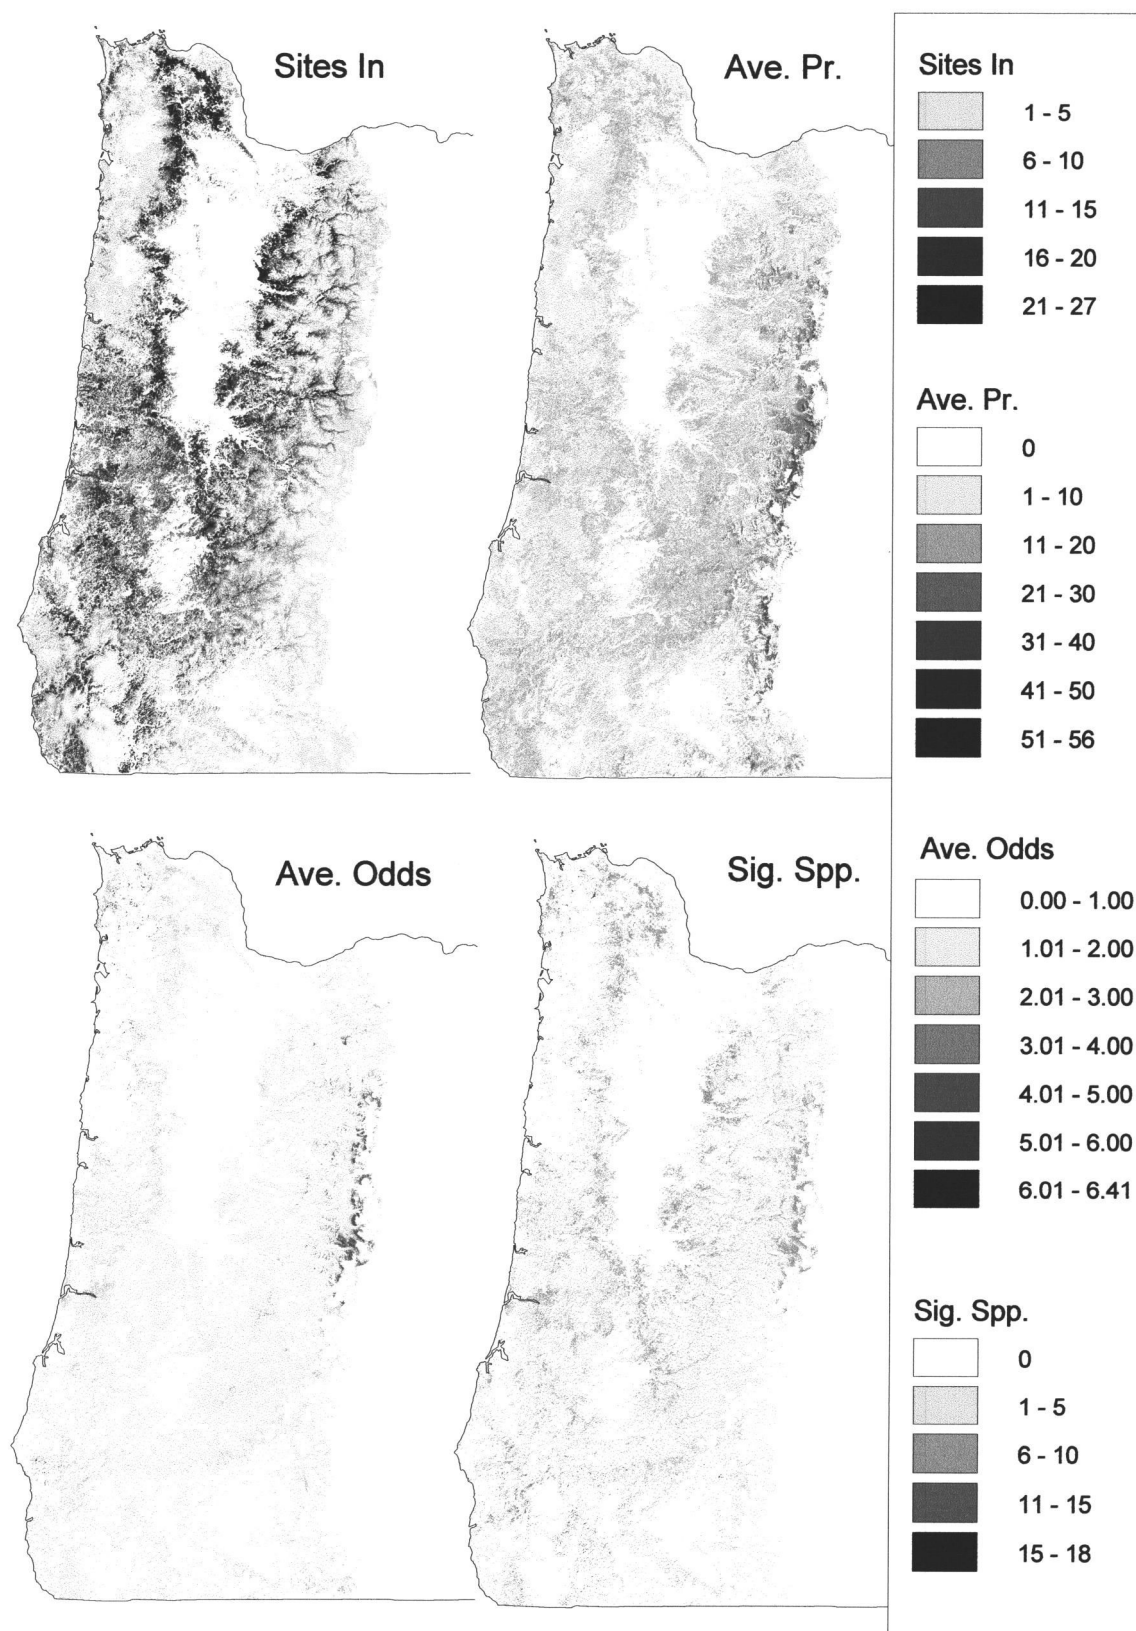 Sites In
Ave. Pr.
Ave. Odds
Sig. Spp.
Sites In
1 - 5
6 - 10
11 - 15
16 - 20
21 - 27
Ave. Pr.
0
1 - 10
11 - 20
21 - 30
31 - 40
41 - 50
51 - 56
Ave. Odds
0.00 - 1.00
1.01 - 2.00
2.01 - 3.00
3.01 - 4.00
4.01 - 5.00
5.01 - 6.00
6.01 - 6.41
Sig. Spp.
0
1 - 5
6 - 10
11 - 15
15 - 18